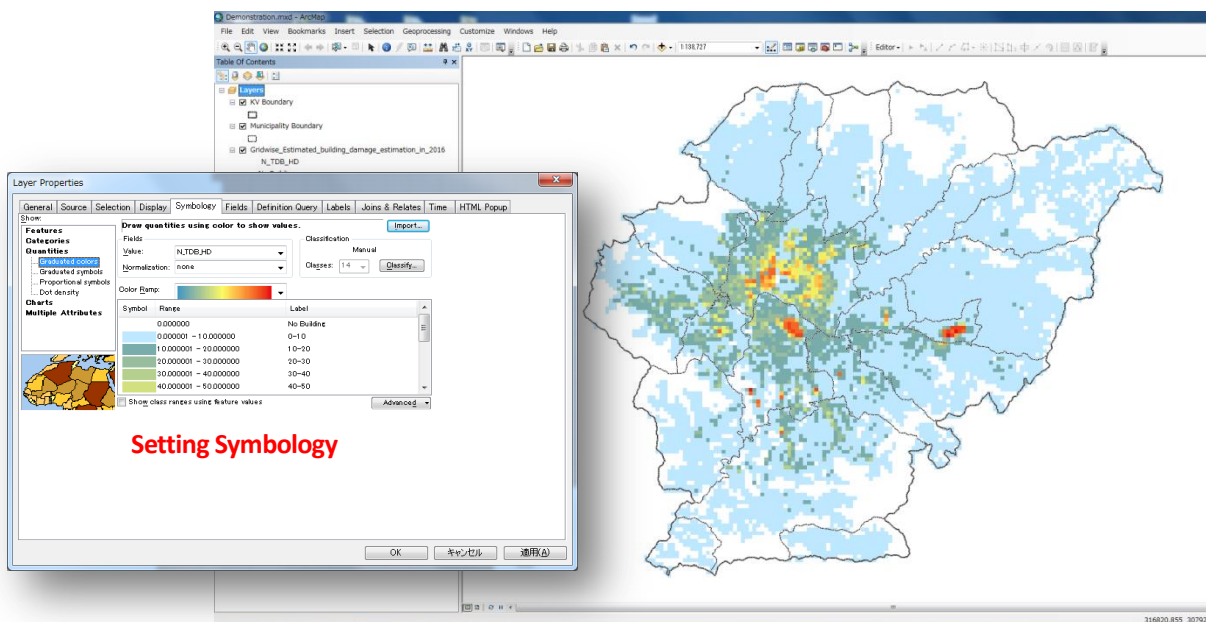 Demonstration.mxd - ArcMap
File Edit View Bookmarks Insert Selection Geoprocessing Customize Windows Help
1:138,727
Editor
Table Of Contents
Layers
KV Boundary
Municipality Boundary
Gridwise_Estimated_building_damage_estimation_in_2016
N_TDB_HD
Layer Properties
General Source Selection Display Symbology Fields Definition Query Labels Joins & Relates Time HTML Popup
Show:
Features
Categories
Quantities
Graduated colors
Graduated symbols
Proportional symbols
Dot density
Charts
Multiple Attributes
Draw quantities using color to show values.
Import...
Fields
Value: N_TDB_HD
Normalization: none
Classification
Manual
Classes: 14 Classify...
Color Ramp:
Symbol Range Label
0.000000 No Building
0.000001 - 10.000000 0-10
10.000001 - 20.000000 10-20
20.000001 - 30.000000 20-30
30.000001 - 40.000000 30-40
40.000001 - 50.000000 40-50
Show class ranges using feature values
Advanced
Setting Symbology
OK キャンセル 適用(A)